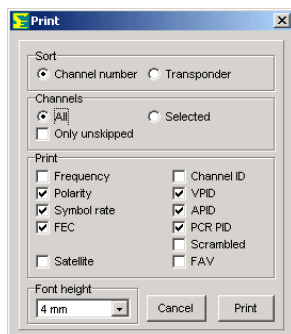 Print
Sort
Channel number Transponder
Channels
All Selected
Only unskipped
Print
Frequency Channel ID
Polarity VPID
Symbol rate APID
FEC PCR PID
Scrambled
Satellite FAV
Font height
4 mm Cancel Print